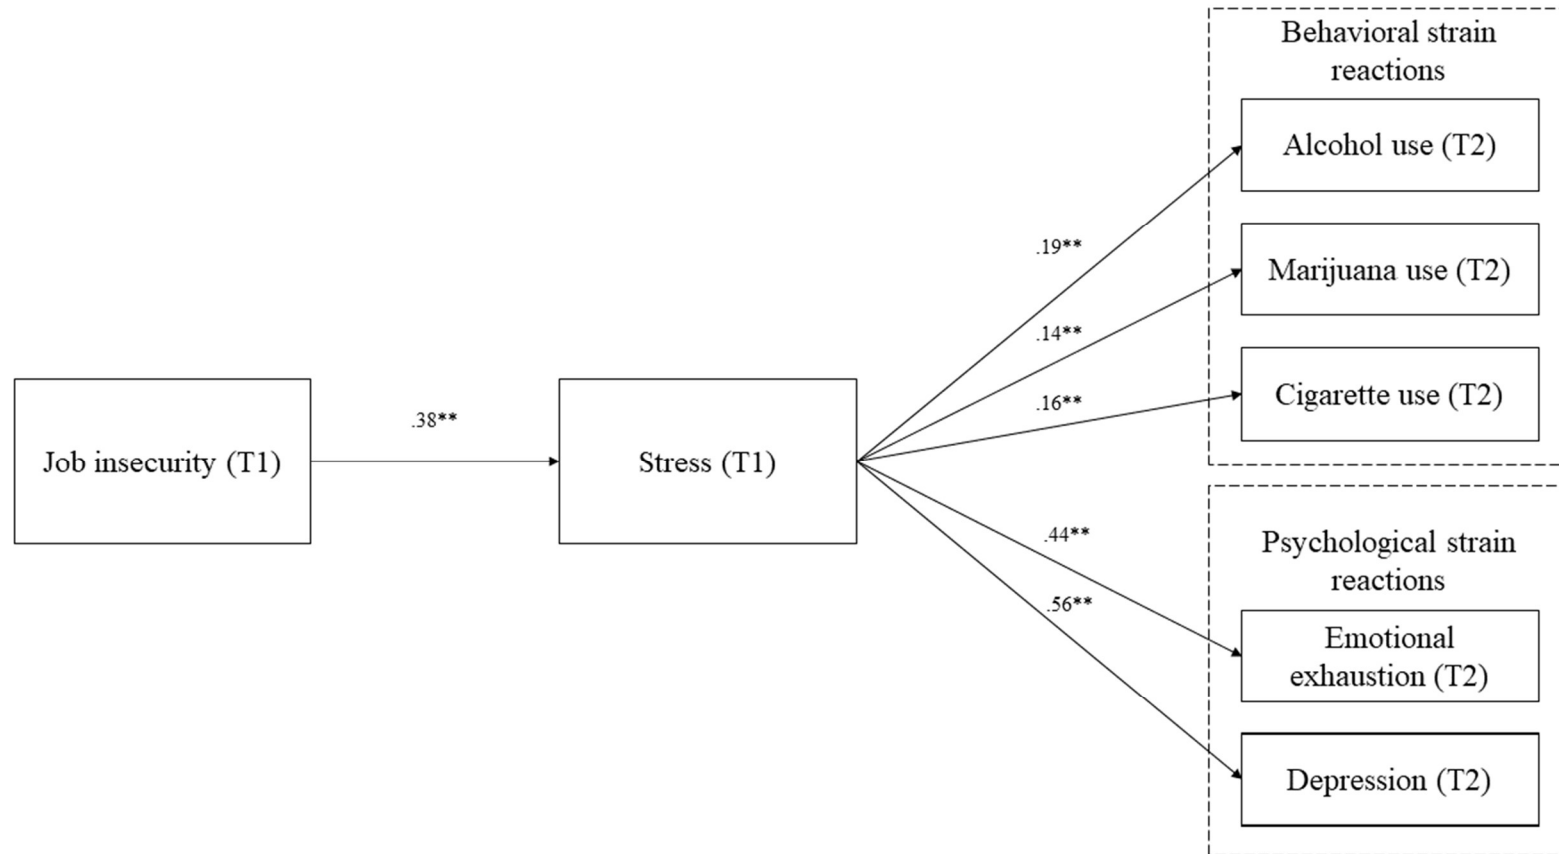 Behavioral strain
reactions
Alcohol use (T2)
.19**
Marijuana use (T2)
.14**
Cigarette use (T2)
.16**
Job insecurity (T1)
.38**
Stress (T1)
.44**
Psychological strain
reactions
.56**
Emotional
exhaustion (T2)
Depression (T2)